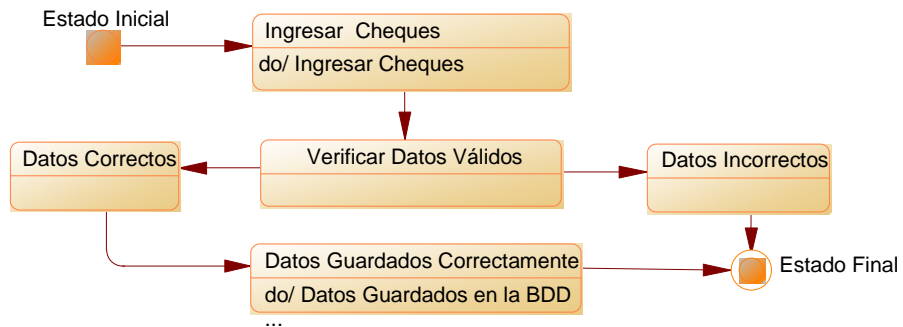 Estado Inicial
Ingresar Cheques
do/ Ingresar Cheques
Datos Correctos
Verificar Datos Válidos
Datos Incorrectos
Datos Guardados Correctamente
do/ Datos Guardados en la BDD
...
Estado Final